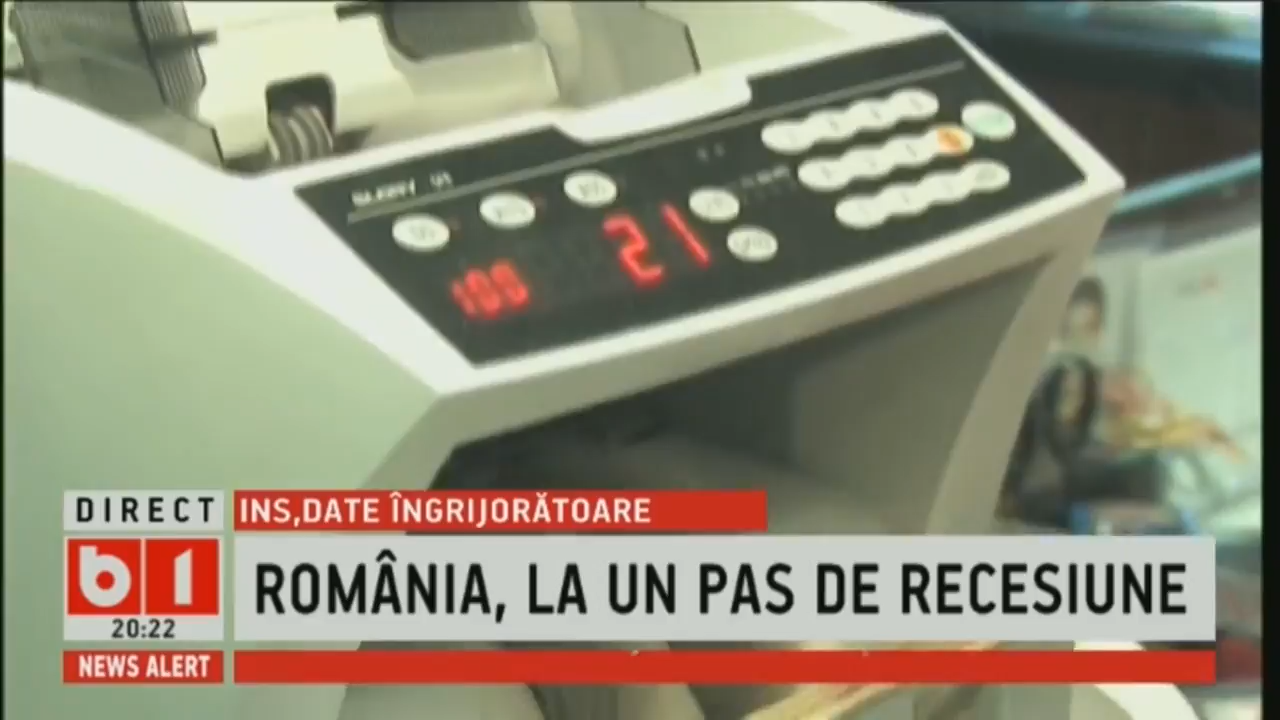 100
21
DIRECT
INS,DATE ÎNGRIJORĂTOARE
b1
ROMÂNIA, LA UN PAS DE RECESIUNE
20:22
NEWS ALERT